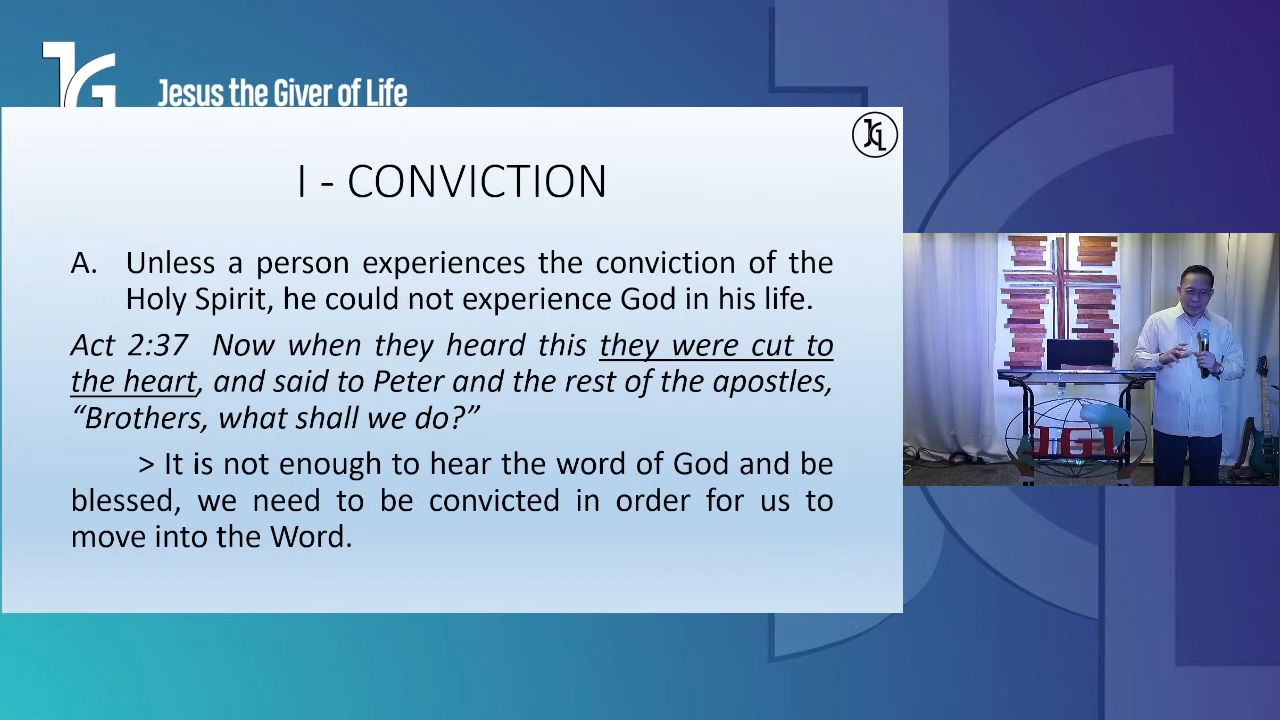 Jesus the Giver of Life
I - CONVICTION
A. Unless a person experiences the conviction of the
Holy Spirit, he could not experience God in his life.
Act 2:37 Now when they heard this they were cut to
the heart, and said to Peter and the rest of the apostles,
“Brothers, what shall we do?”
> It is not enough to hear the word of God and be
blessed, we need to be convicted in order for us to
move into the Word.
JGL